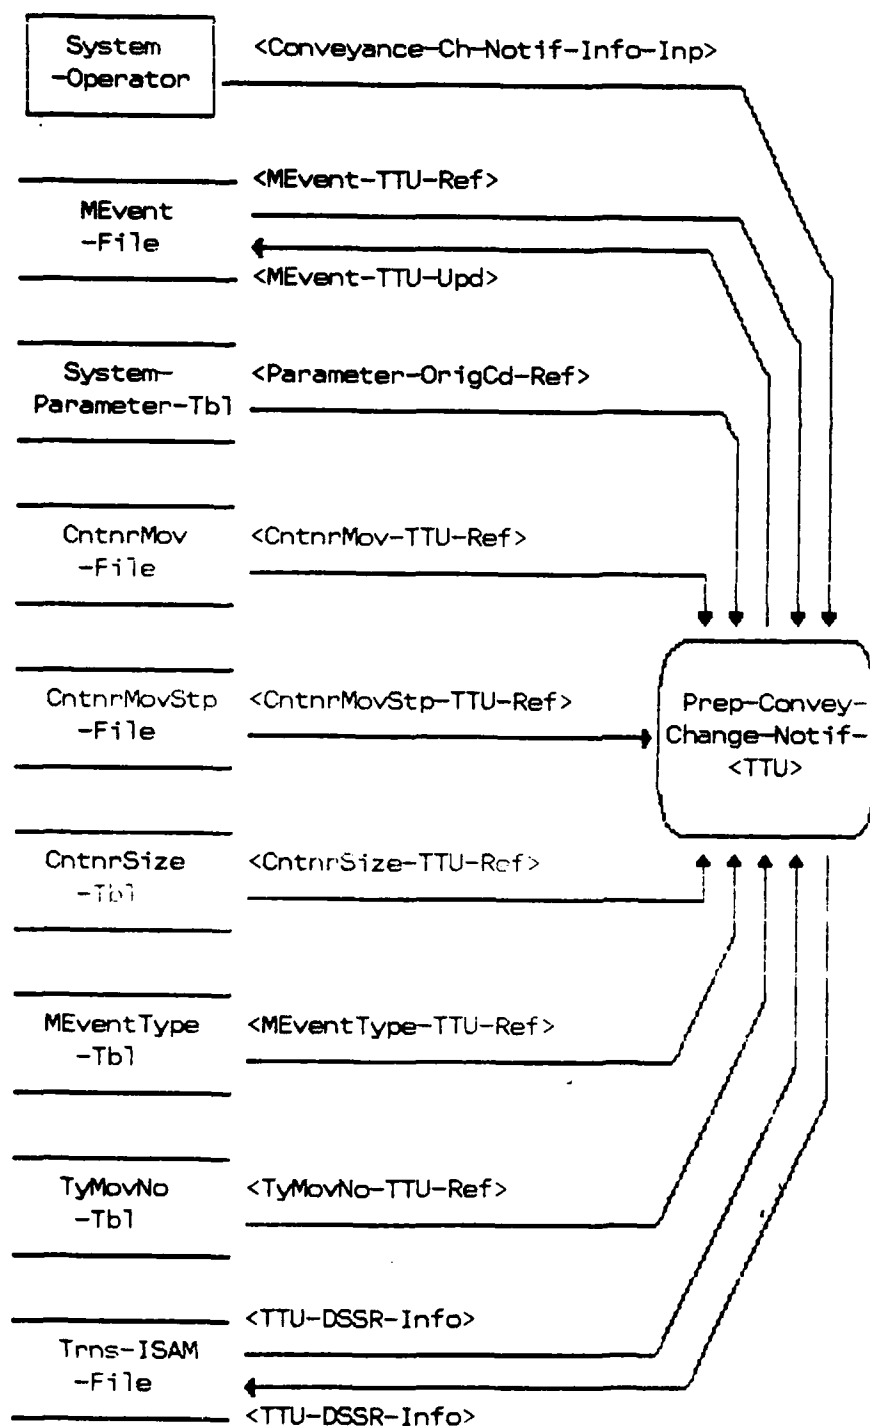 System
-Operator
<Conveyance-Ch-Notif-Info-Inp>
<MEvent-TTU-Ref>
MEvent
-File
<MEvent-TTU-Upd>
System-
Parameter-Tbl
<Parameter-OrigCd-Ref>
CntnrMov
-File
<CntnrMov-TTU-Ref>
CntnrMovStp
-File
<CntnrMovStp-TTU-Ref>
Prep-Convey-
Change-Notif-
<TTU>
CntnrSize
-Tbl
<CntnrSize-TTU-Ref>
MEventType
-Tbl
<MEventType-TTU-Ref>
TyMovNo
-Tbl
<TyMovNo-TTU-Ref>
<TTU-DSSR-Info>
Trns-ISAM
-File
<TTU-DSSR-Info>